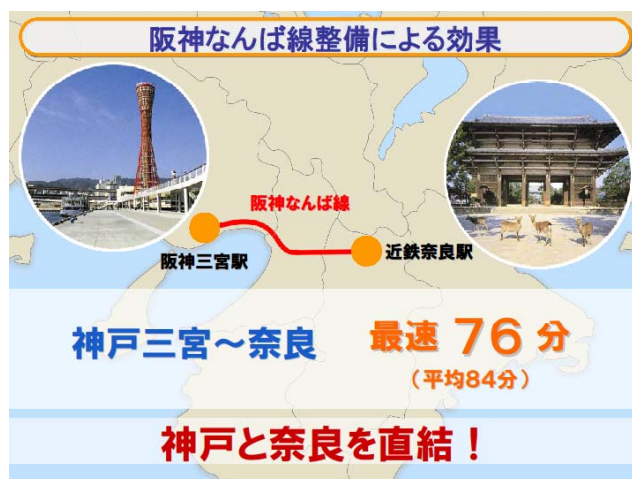 阪神なんば線整備による効果
阪神なんば線
阪神三宮駅
近鉄奈良駅
神戸三宮～奈良
最速 76 分
（平均84分）
神戸と奈良を直結！